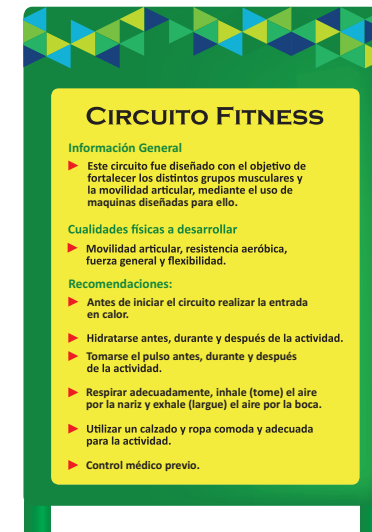 CIRCUITO FITNESS
Información General
Este circuito fue diseñado con el objetivo de
fortalecer los distintos grupos musculares y
la movilidad articular, mediante el uso de
maquinas diseñadas para ello.
Cualidades físicas a desarrollar
Movilidad articular, resistencia aeróbica,
fuerza general y flexibilidad.
Recomendaciones:
Antes de iniciar el circuito realizar la entrada
en calor.
Hidratarse antes, durante y después de la actividad.
Tomarse el pulso antes, durante y después
de la actividad.
Respirar adecuadamente, inhale (tome) el aire
por la nariz y exhale (largue) el aire por la boca.
Utilizar un calzado y ropa comoda y adecuada
para la actividad.
Control médico previo.